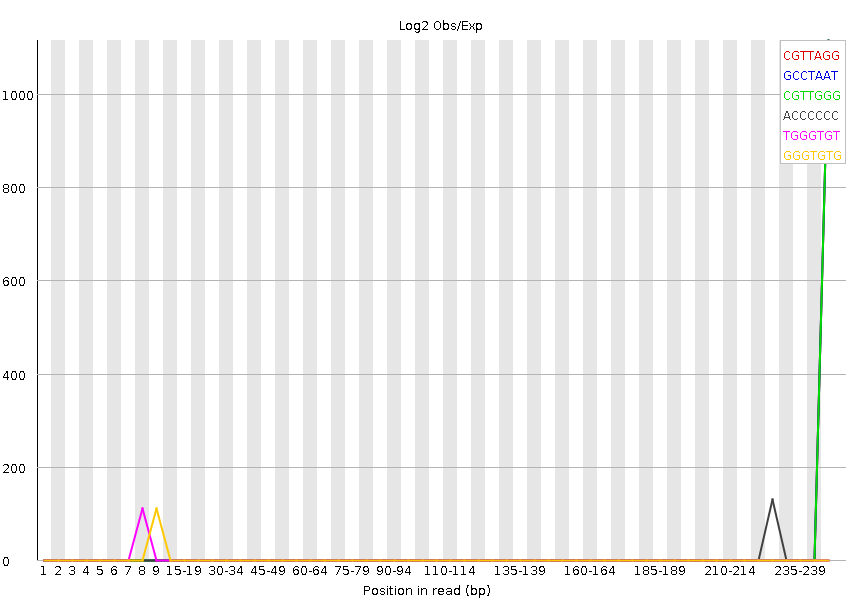 Log2 Obs/Exp
CGTTAGG
GCCTAAT
CGTTGGG
ACCCCCC
TGGGTGT
GGGTGTG
1000
800
600
400
200
0
1 2 3 4 5 6 7 8 9 15-19 30-34 45-49 60-64 75-79 90-94 110-114 135-139 160-164 185-189 210-214 235-239
Position in read (bp)